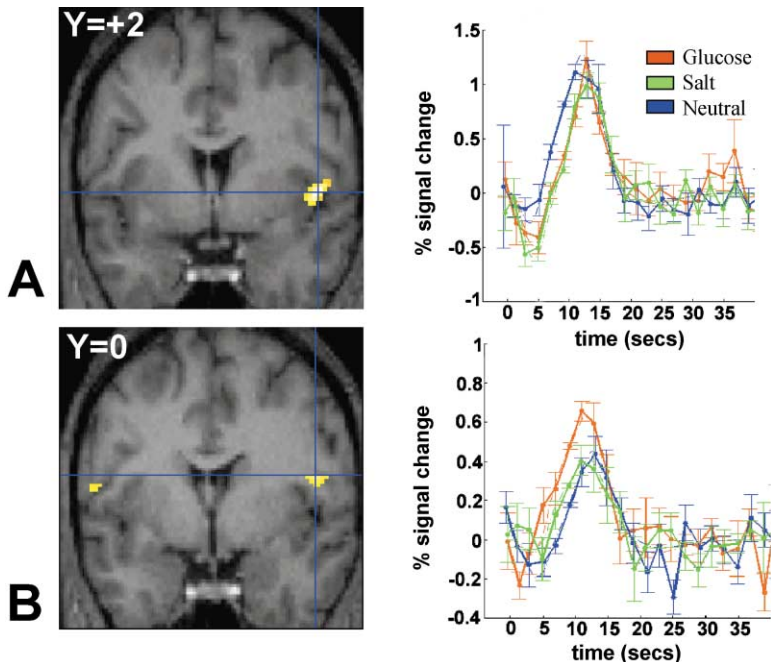 Y=+2
A
% signal change
1.5
1
0.5
0
-0.5
-1
Glucose
Salt
Neutral
0 5 10 15 20 25 30 35
time (secs)
Y=0
B
% signal change
1
0.8
0.6
0.4
0.2
0
-0.2
-0.4
0 5 10 15 20 25 30 35
time (secs)